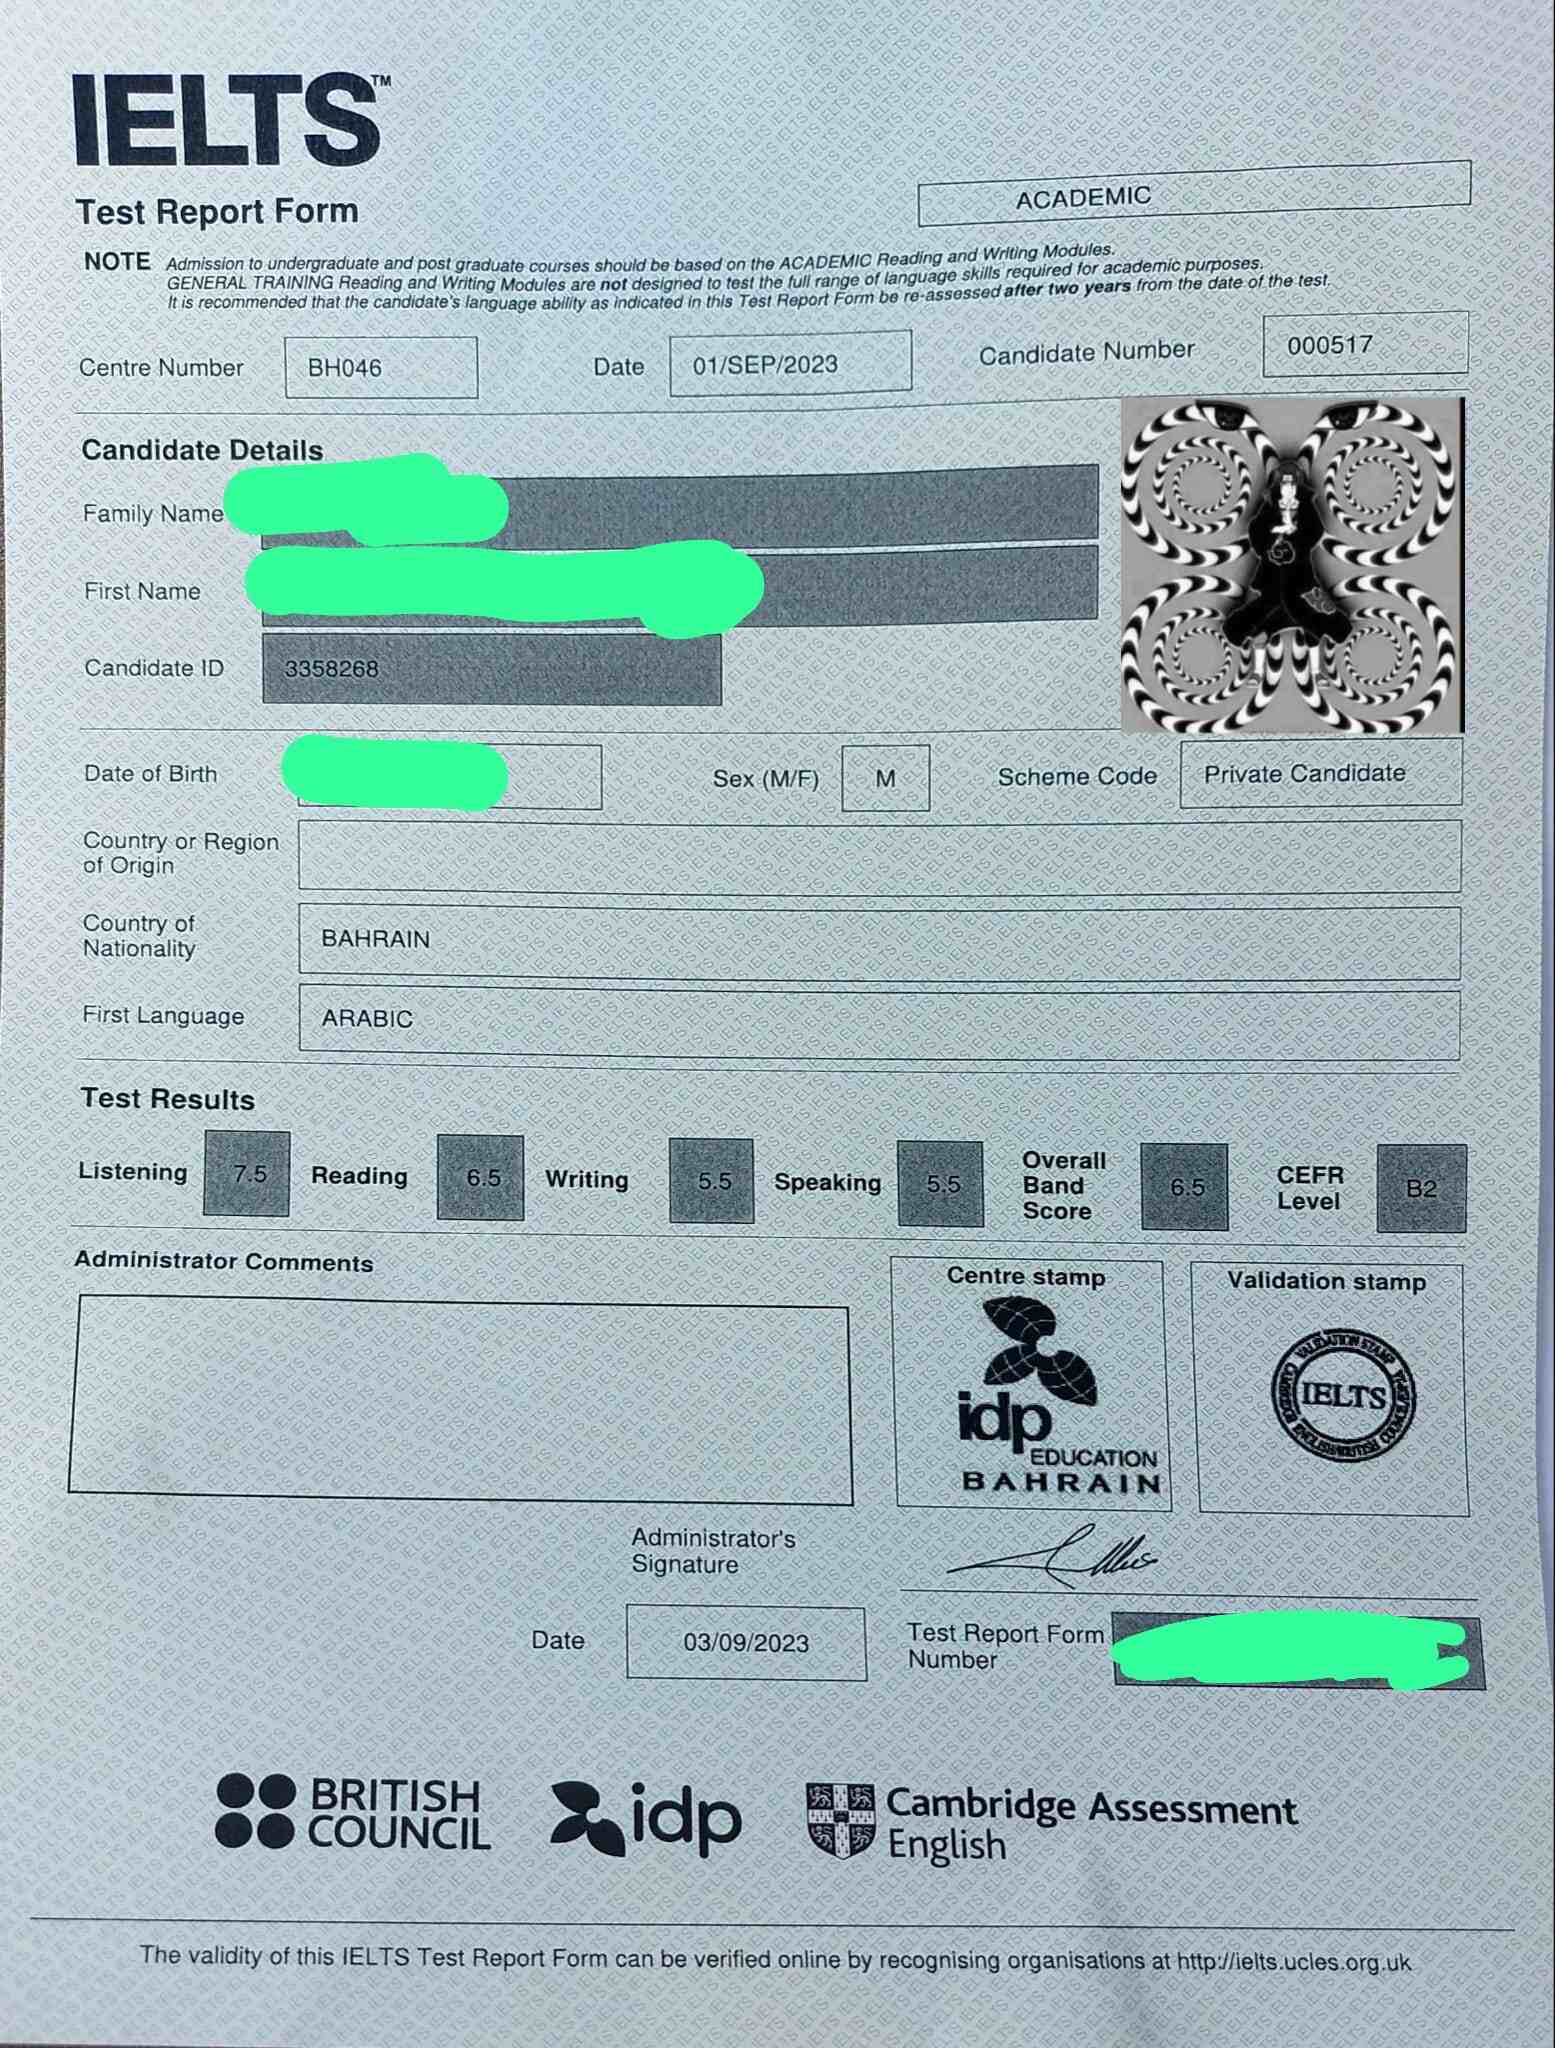 IELTS™
Test Report Form
ACADEMIC
NOTE Admission to undergraduate and post graduate courses should be based on the ACADEMIC Reading and Writing Modules.
GENERAL TRAINING Reading and Writing Modules are not designed to test the full range of language skills required for academic purposes.
It is recommended that the candidate's language ability as indicated in this Test Report Form be re-assessed after two years from the date of the test.
Centre Number BH046 Date 01/SEP/2023 Candidate Number 000517
Candidate Details
Family Name
First Name
Candidate ID 3358268
Date of Birth Sex (M/F) M Scheme Code Private Candidate
Country or Region
of Origin
Country of
Nationality BAHRAIN
First Language ARABIC
Test Results
Listening 7.5 Reading 6.5 Writing 5.5 Speaking 5.5 Overall Band Score 6.5 CEFR Level B2
Administrator Comments
Centre stamp
idp
EDUCATION
BAHRAIN
Validation stamp
VALIDATION STAMP
IELTS
Administrator's
Signature
Date 03/09/2023
Test Report Form
Number
BRITISH
COUNCIL
idp
Cambridge Assessment
English
The validity of this IELTS Test Report Form can be verified online by recognising organisations at http://ielts.ucles.org.uk